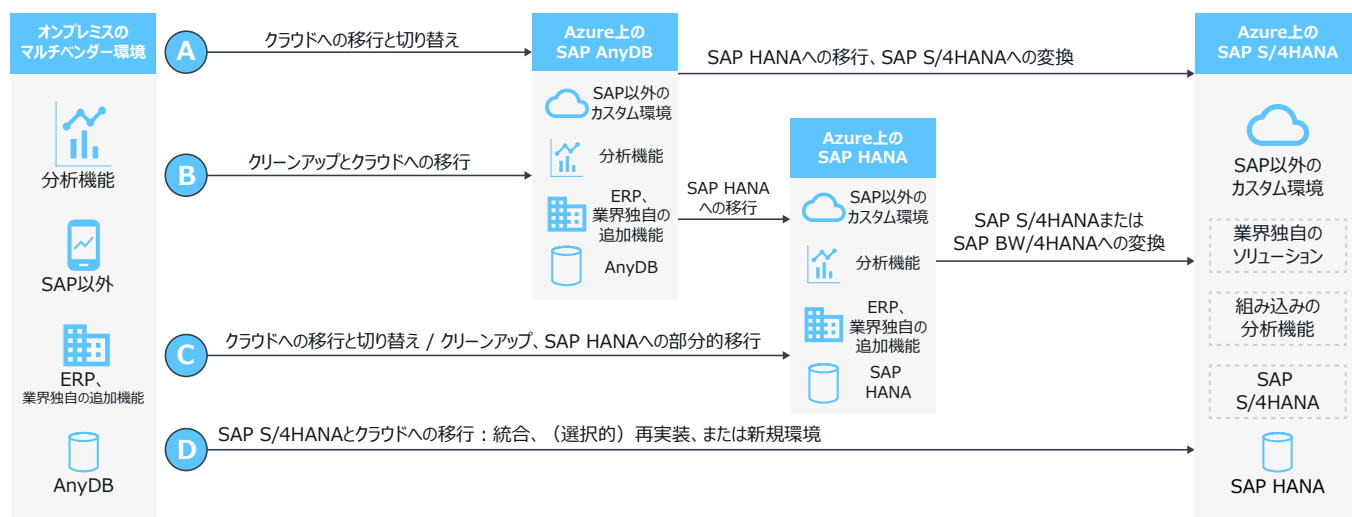 オンプレミスの
マルチベンダー環境
分析機能
SAP以外
ERP、
業界独自の追加機能
AnyDB
A
クラウドへの移行と切り替え
B
クリーンアップとクラウドへの移行
C
クラウドへの移行と切り替え / クリーンアップ、SAP HANAへの部分的移行
D
SAP S/4HANAとクラウドへの移行：統合、（選択的）再実装、または新規環境
Azure上の
SAP AnyDB
SAP以外の
カスタム環境
分析機能
ERP、
業界独自の
追加機能
AnyDB
SAP HANAへの移行、SAP S/4HANAへの変換
SAP HANA
への移行
Azure上の
SAP HANA
SAP以外の
カスタム環境
分析機能
ERP、
業界独自の
追加機能
SAP
HANA
SAP S/4HANAまたは
SAP BW/4HANAへの変換
Azure上の
SAP S/4HANA
SAP以外の
カスタム環境
業界独自の
ソリューション
組み込みの
分析機能
SAP
S/4HANA
SAP HANA